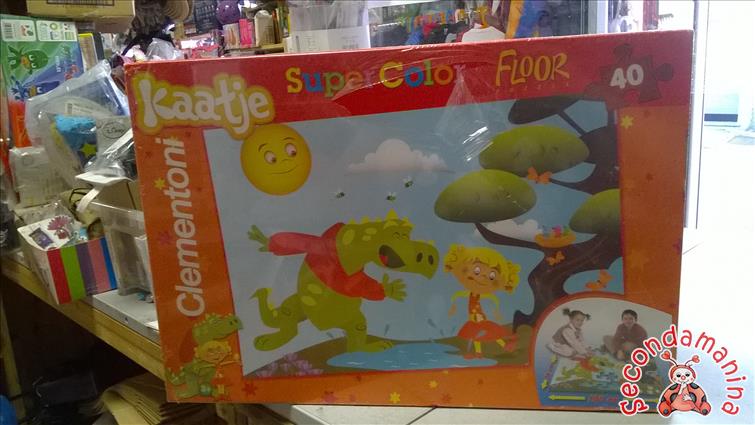 Kaatje
SuperColor
FLOOR
40
Clementoni
secondamanina